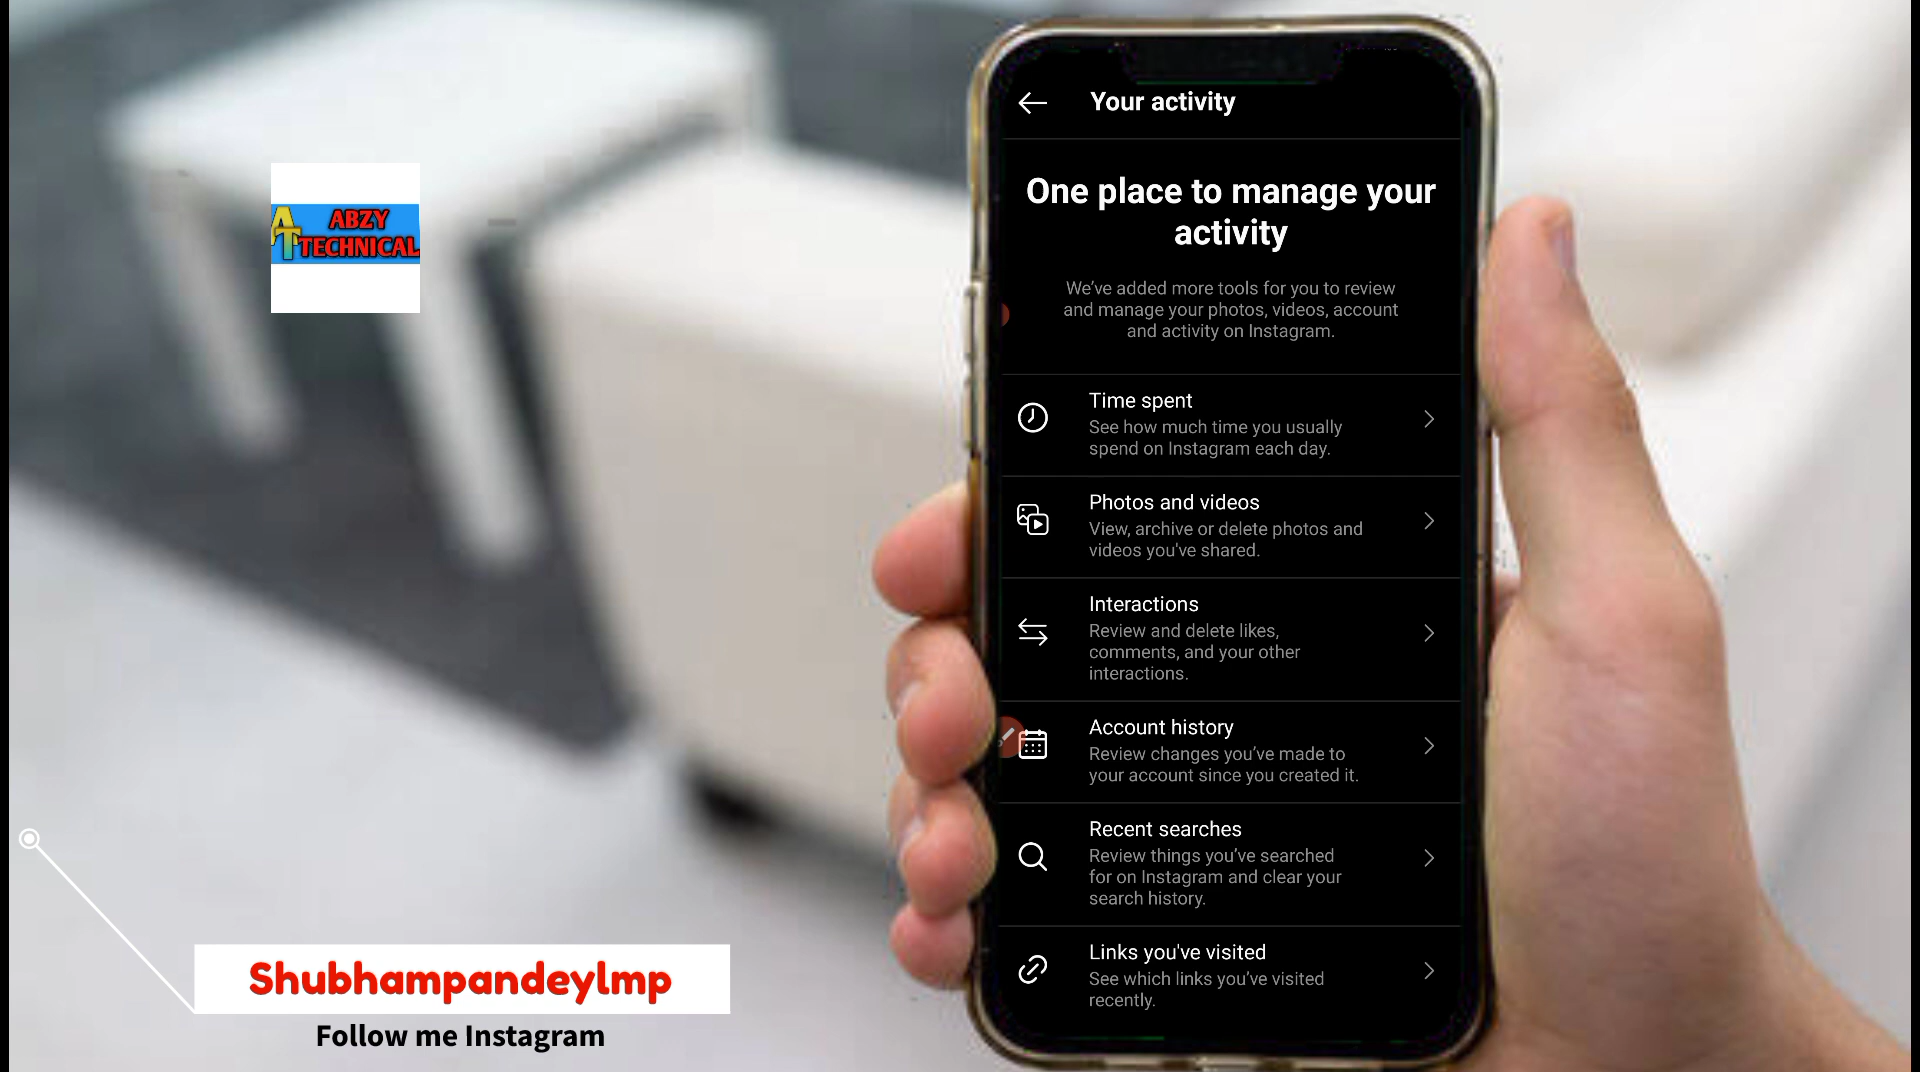 ABZY
AT TECHNICAL
Your activity
One place to manage your
activity
We've added more tools for you to review
and manage your photos, videos, account
and activity on Instagram.
Time spent
See how much time you usually
spend on Instagram each day.
Photos and videos
View, archive or delete photos and
videos you've shared.
Interactions
Review and delete likes,
comments, and your other
interactions.
Account history
Review changes you've made to
your account since you created it.
Recent searches
Review things you've searched
for on Instagram and clear your
search history.
Links you've visited
See which links you've visited
recently.
Shubhampandeylmp
Follow me Instagram